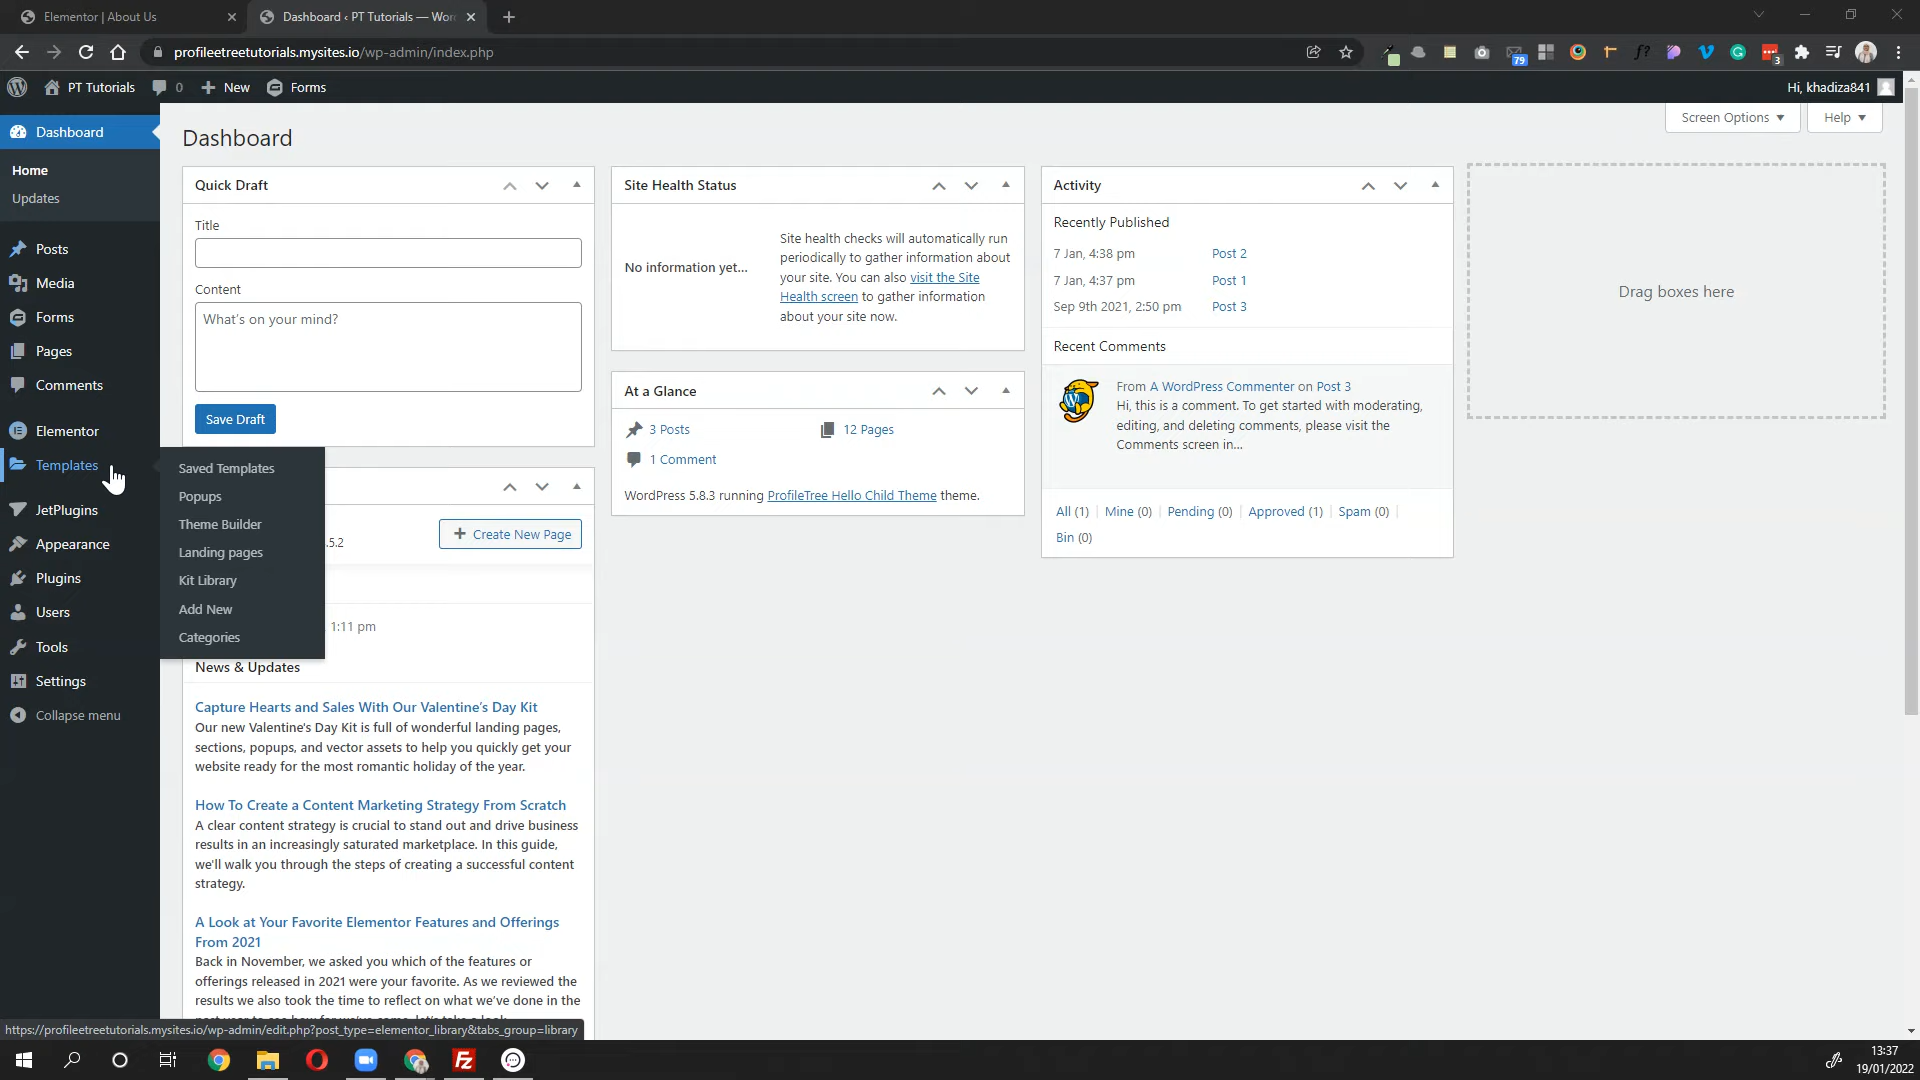 Elementor | About Us
Dashboard ‹ PT Tutorials — Wor
profileetreetutorials.mysites.io/wp-admin/index.php
79
3
PT Tutorials
0
New
Forms
Hi, khadiza841
Dashboard
Home
Updates
Posts
Media
Forms
Pages
Comments
Elementor
Templates
JetPlugins
Appearance
Plugins
Users
Tools
Settings
Collapse menu
Saved Templates
Popups
Theme Builder
Landing pages
Kit Library
Add New
Categories
Dashboard
Screen Options
Help
Quick Draft
Title
Content
What's on your mind?
Save Draft
.5.2
Create New Page
1:11 pm
News & Updates
Capture Hearts and Sales With Our Valentine's Day Kit
Our new Valentine's Day Kit is full of wonderful landing pages,
sections, popups, and vector assets to help you quickly get your
website ready for the most romantic holiday of the year.
How To Create a Content Marketing Strategy From Scratch
A clear content strategy is crucial to stand out and drive business
results in an increasingly saturated marketplace. In this guide,
we'll walk you through the steps of creating a successful content
strategy.
A Look at Your Favorite Elementor Features and Offerings
From 2021
Back in November, we asked you which of the features or
offerings released in 2021 were your favorite. As we reviewed the
results we also took the time to reflect on what we've done in the
Site Health Status
No information yet...
Site health checks will automatically run
periodically to gather information about
your site. You can also visit the Site
Health screen to gather information
about your site now.
At a Glance
3 Posts
12 Pages
1 Comment
WordPress 5.8.3 running ProfileTree Hello Child Theme theme.
Activity
Recently Published
7 Jan, 4:38 pm Post 2
7 Jan, 4:37 pm Post 1
Sep 9th 2021, 2:50 pm Post 3
Recent Comments
From A WordPress Commenter on Post 3
Hi, this is a comment. To get started with moderating,
editing, and deleting comments, please visit the
Comments screen in...
All (1) | Mine (0) | Pending (0) | Approved (1) | Spam (0) |
Bin (0)
Drag boxes here
https://profileetreetutorials.mysites.io/wp-admin/edit.php?post_type=elementor_library&tabs_group=library
13:37
19/01/2022